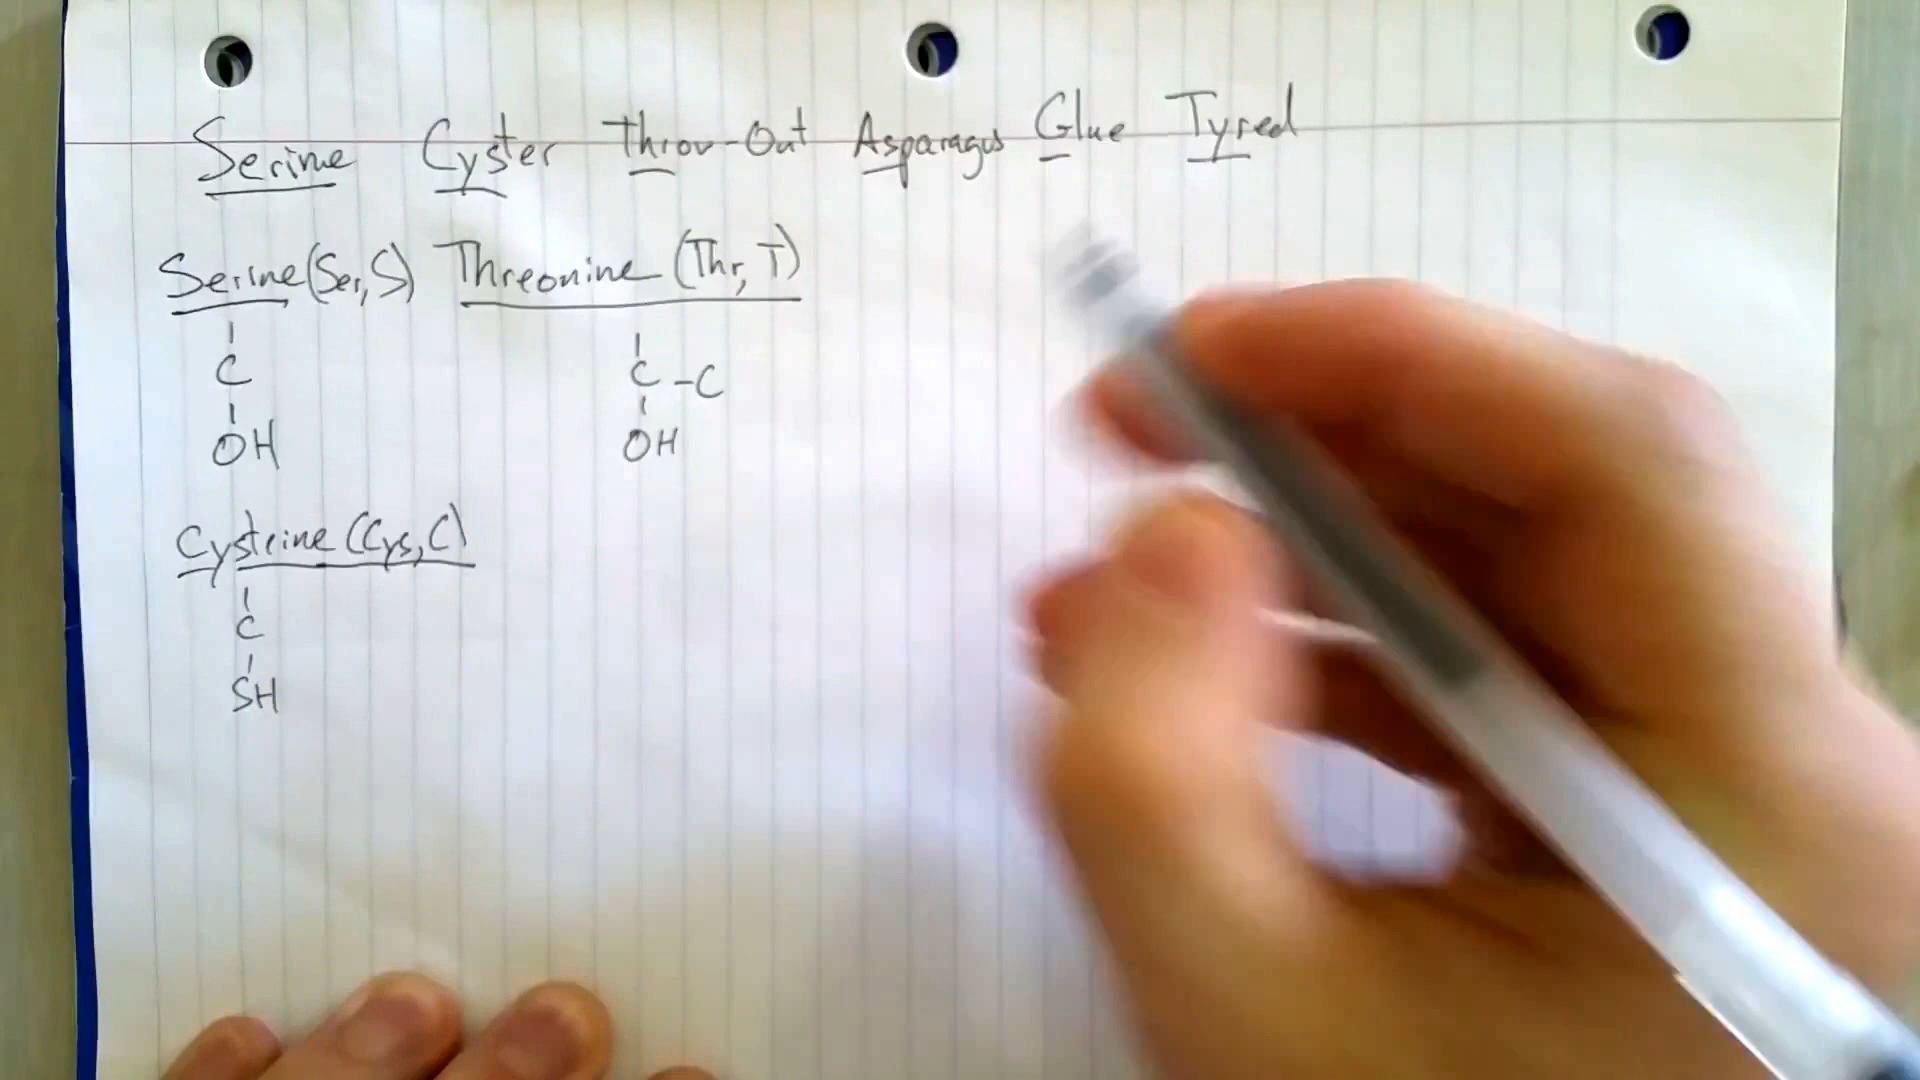 Serine Cyster Throw-Out Asparagus Glue Tyred
Serine (Ser, S) Threonine (Thr, T)
C
OH
C - C
OH
Cysteine (Cys, C)
C
SH